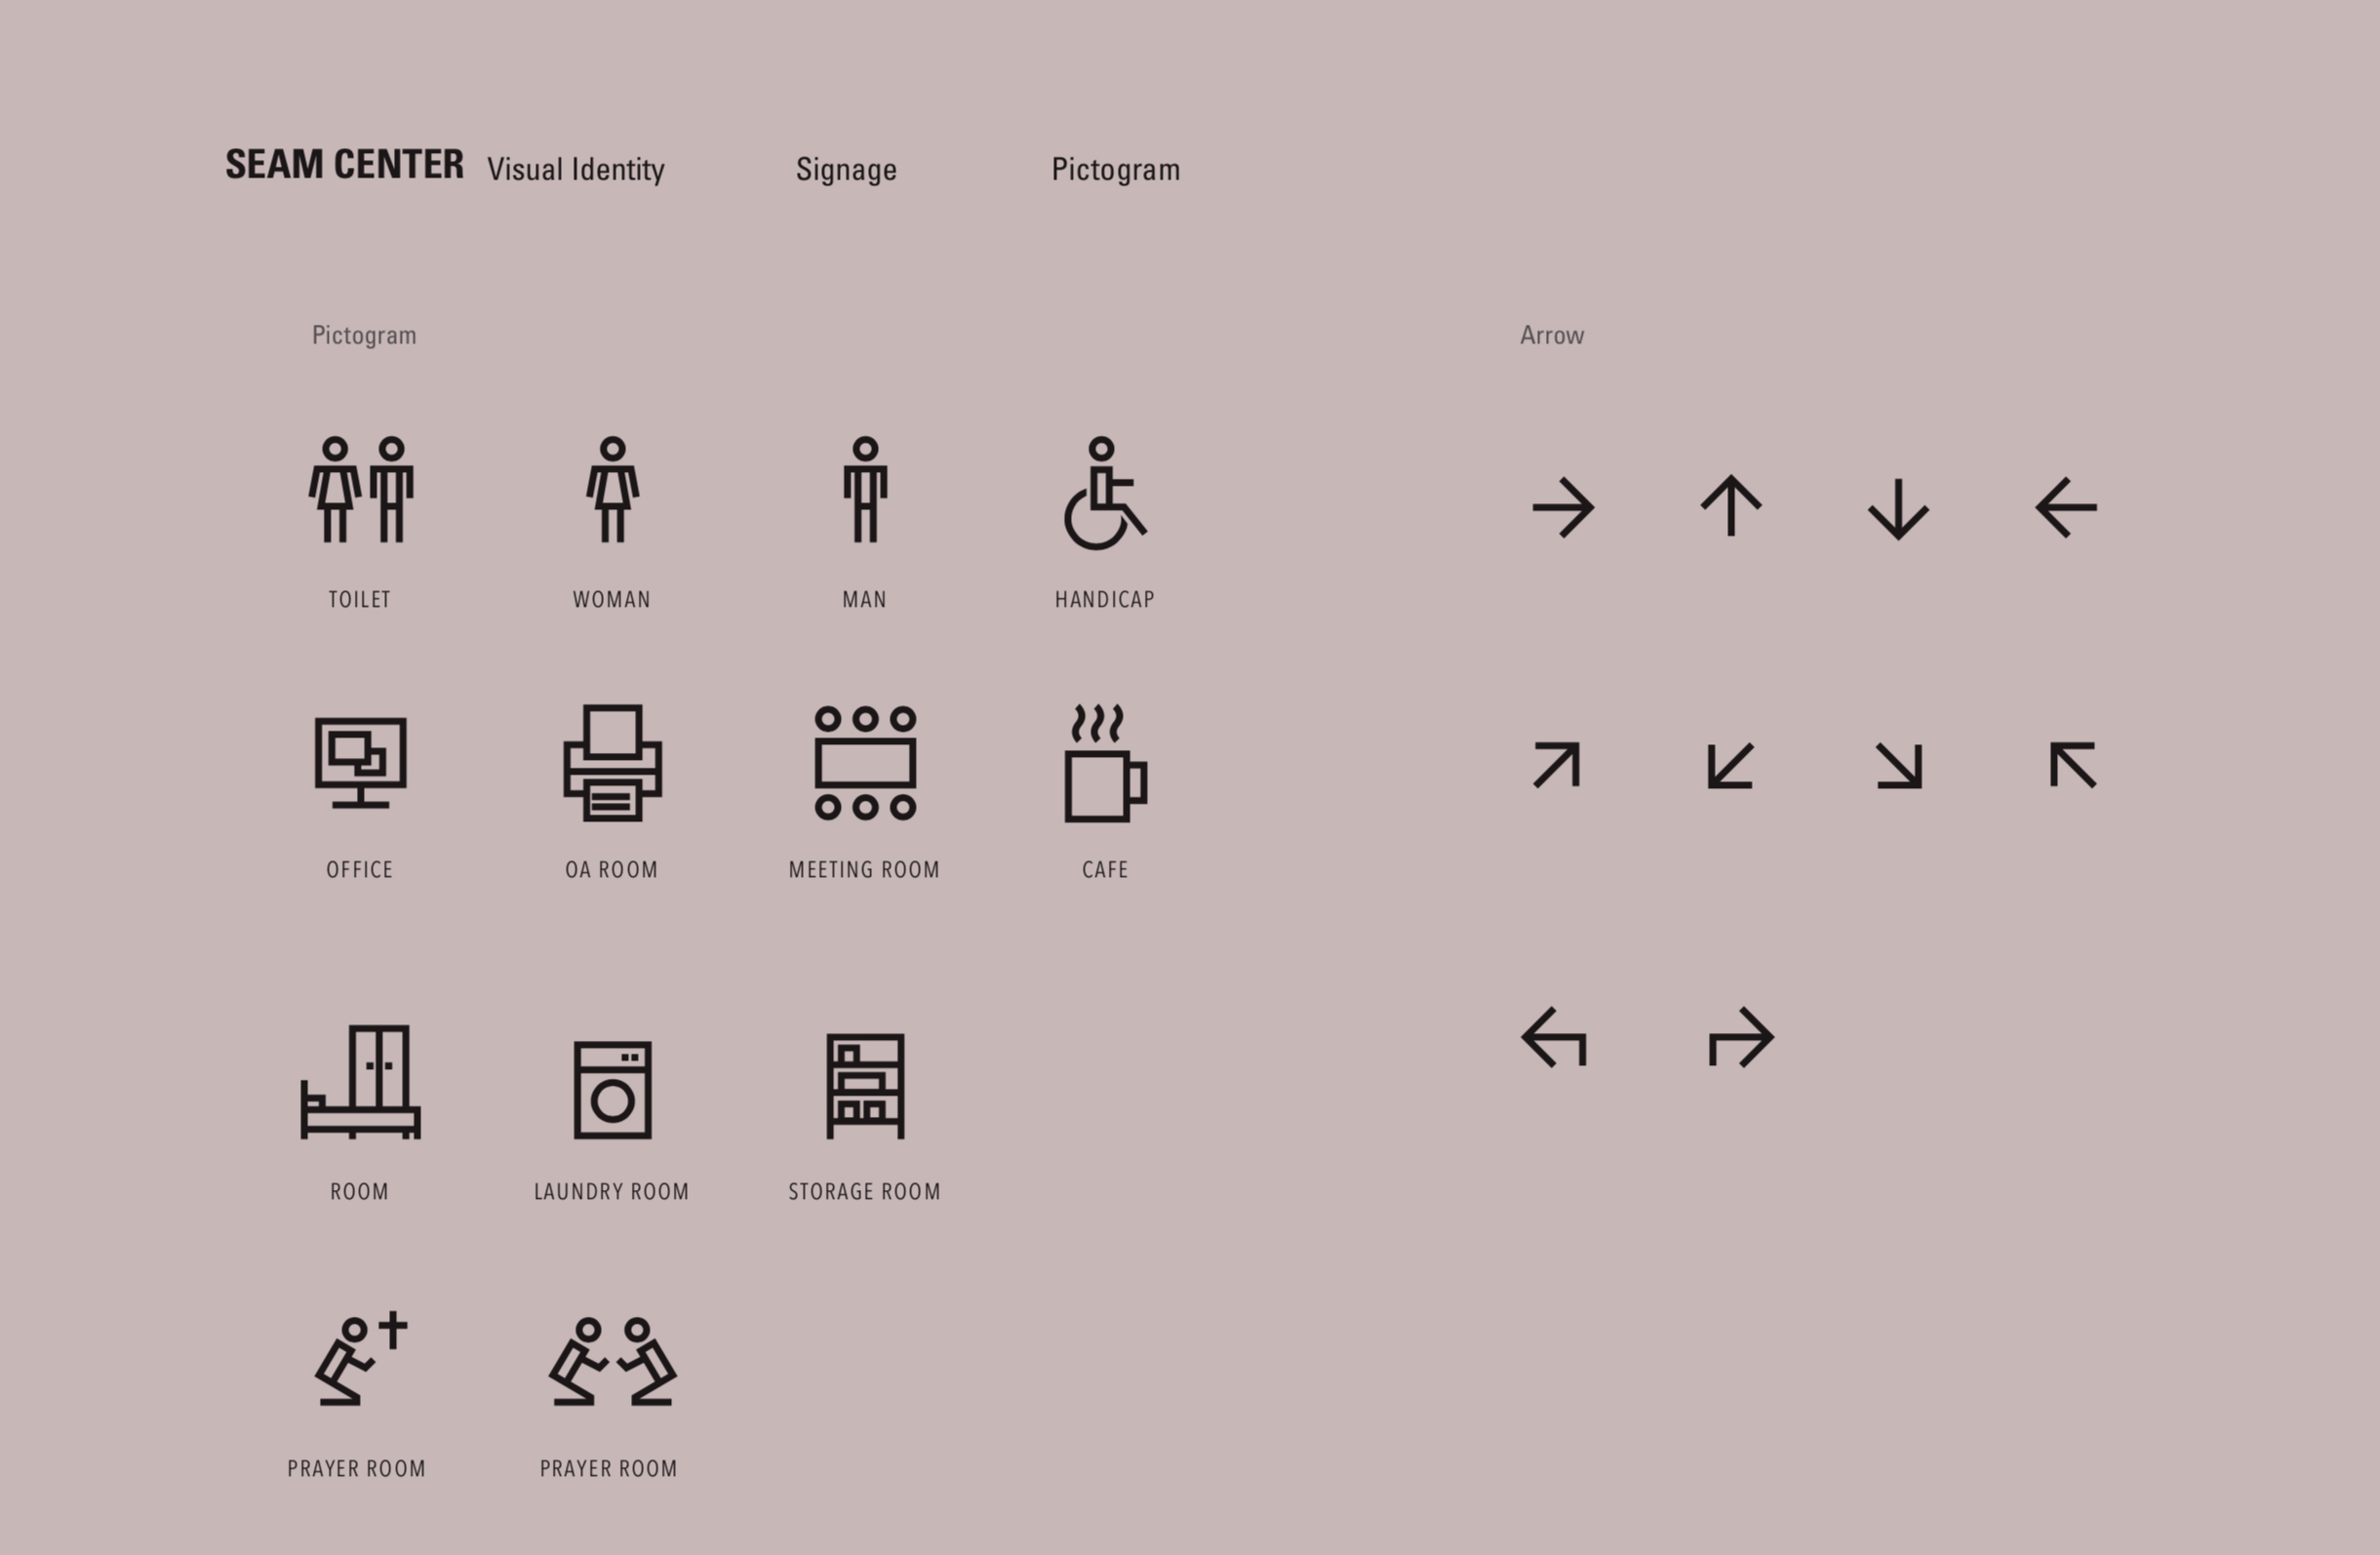 SEAM CENTER Visual Identity Signage Pictogram
Pictogram
Arrow
TOILET
WOMAN
MAN
HANDICAP
OFFICE
OA ROOM
MEETING ROOM
CAFE
ROOM
LAUNDRY ROOM
STORAGE ROOM
PRAYER ROOM
PRAYER ROOM